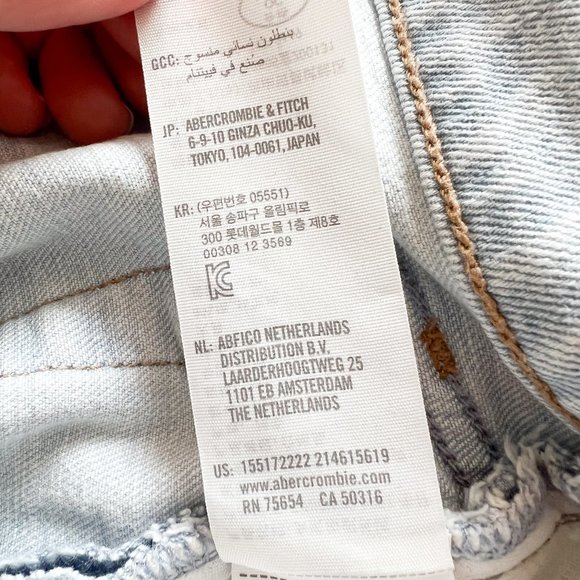 GCC: بنطلون نسائي منسوج
صنع في فيتنام
JP: ABERCROMBIE & FITCH
6-9-10 GINZA CHUO-KU,
TOKYO, 104-0061, JAPAN
KR: (우편번호 05551)
서울 송파구 올림픽로
300 롯데월드몰 1층 제8호
00308 12 3569
NL: ABFICO NETHERLANDS
DISTRIBUTION B.V.
LAARDERHOOGTWEG 25
1101 EB AMSTERDAM
THE NETHERLANDS
US: 155172222 214615619
www.abercrombie.com
RN 75654 CA 50316